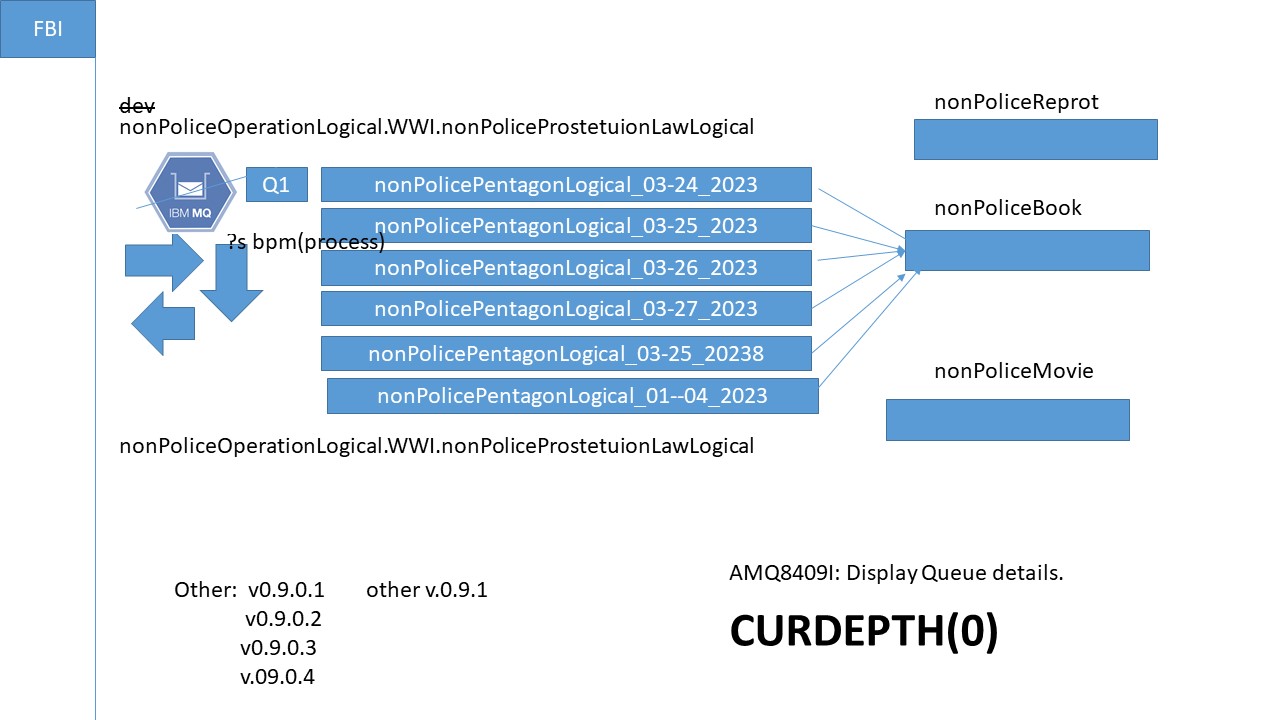 FBI
dev
nonPoliceOperationLogical.WWI.nonPoliceProstetuionLawLogical
IBM MQ
Q1
?s bpm(process)
nonPolicePentagonLogical_03-24_2023
nonPolicePentagonLogical_03-25_2023
nonPolicePentagonLogical_03-26_2023
nonPolicePentagonLogical_03-27_2023
nonPolicePentagonLogical_03-25_20238
nonPolicePentagonLogical_01--04_2023
nonPoliceOperationLogical.WWI.nonPoliceProstetuionLawLogical
nonPoliceReprot
nonPoliceBook
nonPoliceMovie
Other:  v0.9.0.1 other v.0.9.1
v0.9.0.2
v0.9.0.3
v.09.0.4
AMQ8409I: Display Queue details.
CURDEPTH(0)